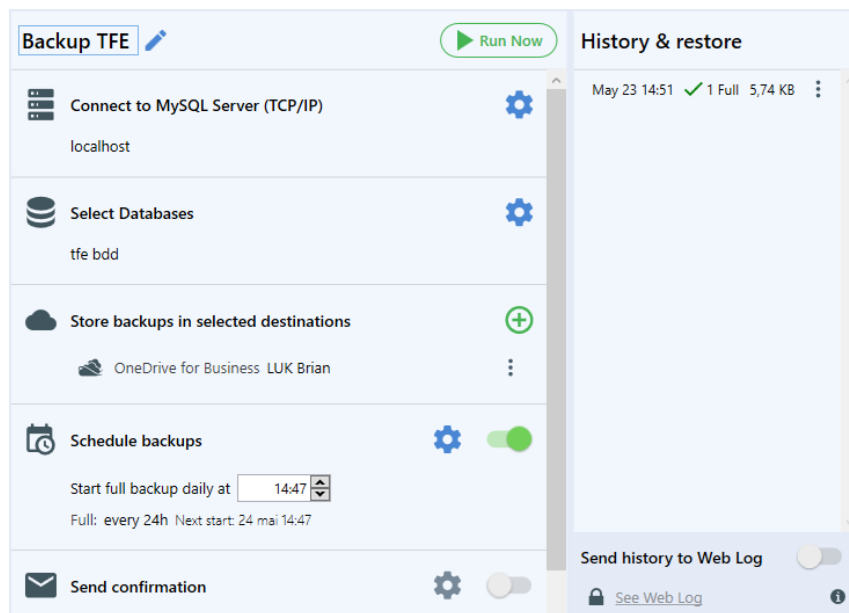 Backup TFE
Run Now
Connect to MySQL Server (TCP/IP)
localhost
Select Databases
tfe bdd
Store backups in selected destinations
OneDrive for Business LUK Brian
Schedule backups
Start full backup daily at 14:47
Full: every 24h Next start: 24 mai 14:47
Send confirmation
History & restore
May 23 14:51 1 Full 5,74 KB
Send history to Web Log
See Web Log